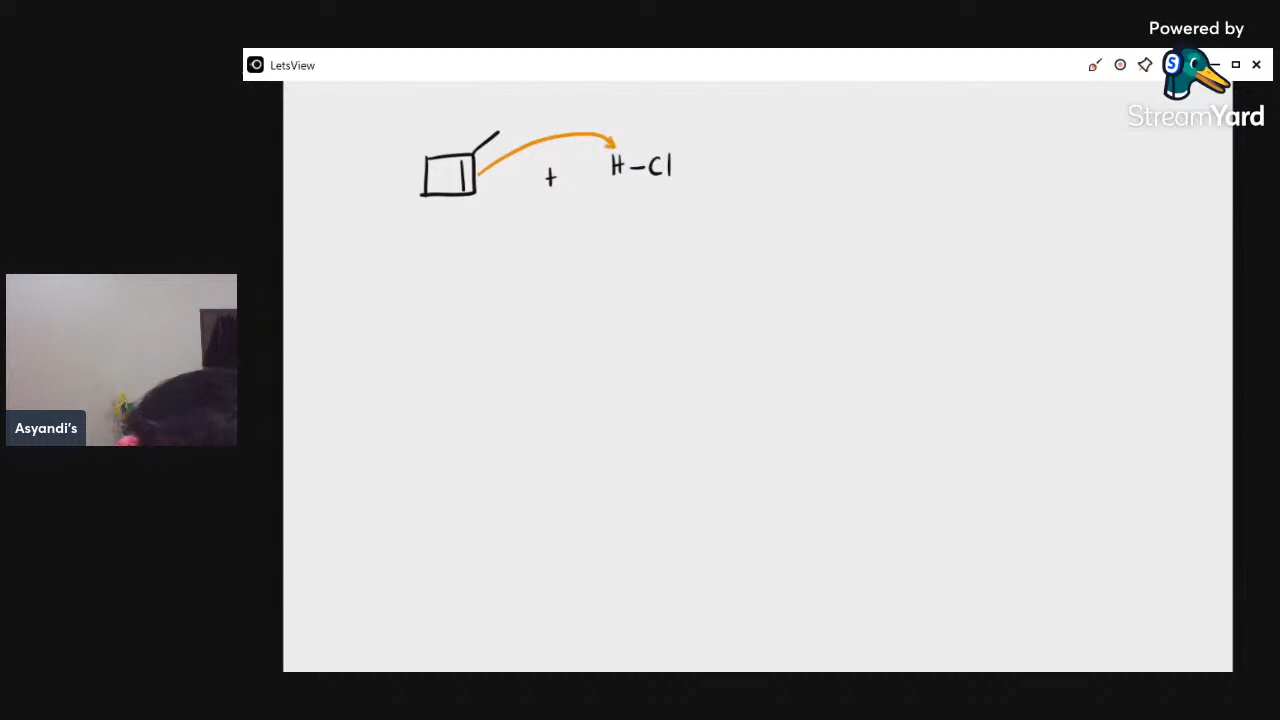 Powered by
LetsView
S
StreamYard
+ H-Cl
Asyandi's